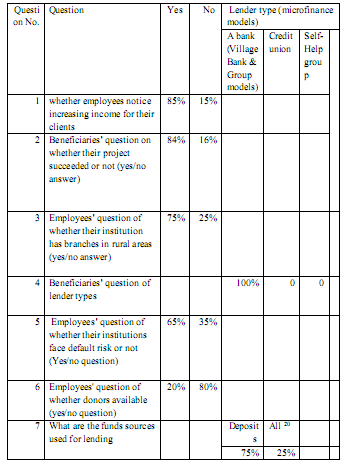 Questi Question Yes No Lender type (microfinance
on No. models)
A bank Credit Self-
(Village union Help
Bank & grou
Group p
models)
1 whether employees notice 85% 15%
increasing income for their
clients
2 Beneficiaries' question on 84% 16%
whether their project
succeeded or not (yes/no
answer)
3 Employees' question of 75% 25%
whether their institution
has branches in rural areas
(yes/no answer)
4 Beneficiaries' question of 100% 0 0
lender types
5 Employees' question of 65% 35%
whether their institutions
face default risk or not
(Yes/no question)
6 Employees' question of 20% 80%
whether donors available
(yes/no question)
7 What are the funds sources Deposit All 20
used for lending s
75% 25%